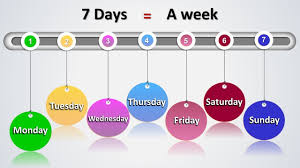 7 Days = A week
1 2 3 4 5 6 7
Monday
Tuesday
Wednesday
Thursday
Friday
Saturday
Sunday